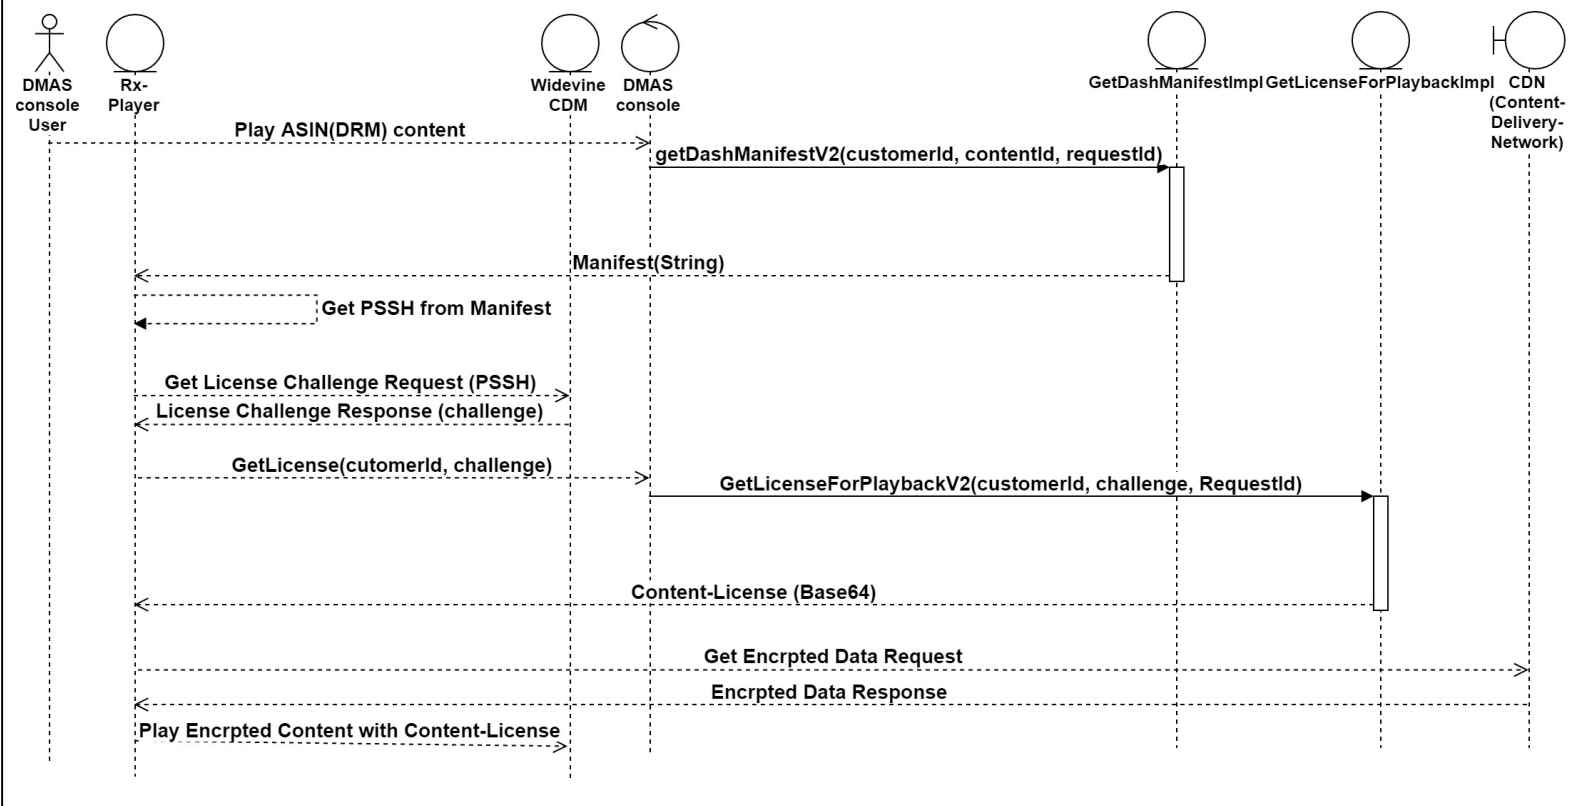 DMAS
console
User
Rx-
Player
Widevine
CDM
DMAS
console
GetDashManifestImpl
GetLicenseForPlaybackImpl
CDN
(Content-
Delivery-
Network)
Play ASIN(DRM) content
getDashManifestV2(customerId, contentId, requestId)
Manifest(String)
Get PSSH from Manifest
Get License Challenge Request (PSSH)
License Challenge Response (challenge)
GetLicense(cutomerId, challenge)
GetLicenseForPlaybackV2(customerId, challenge, RequestId)
Content-License (Base64)
Get Encrpted Data Request
Encrpted Data Response
Play Encrpted Content with Content-License